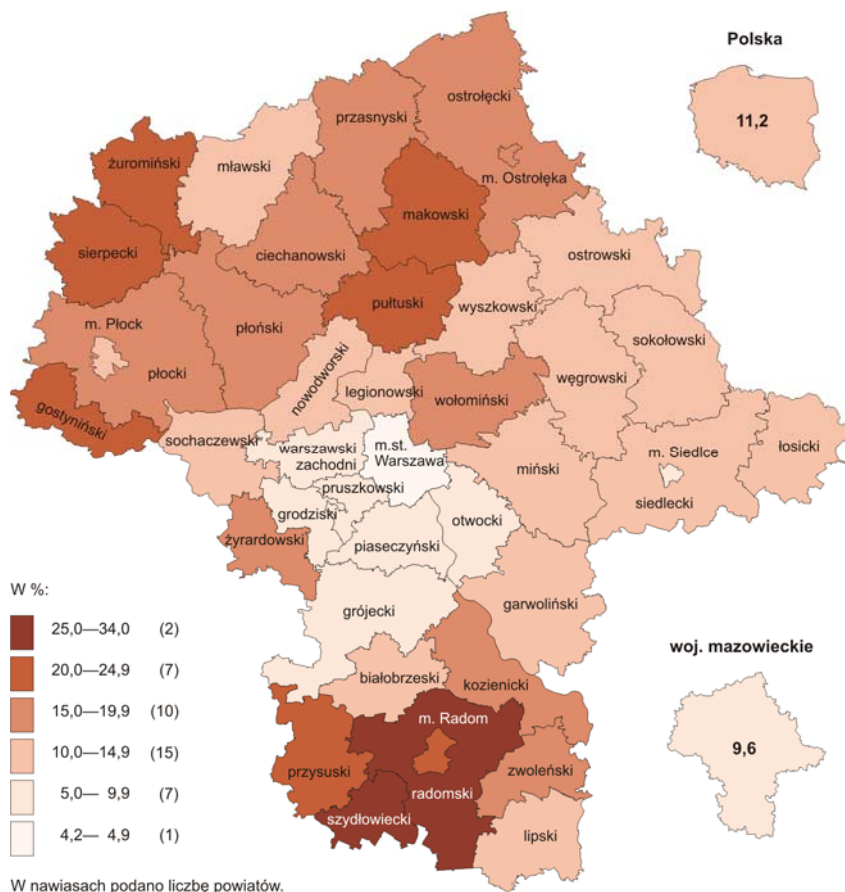 Polska
11,2
ostrołęcki
przasnyski
żuromiński
mławski
m. Ostrołęka
makowski
sierpecki
ciechanowski
ostrowski
pułtuski
wyszkowski
m. Płock
płoński
sokołowski
płocki
nowodworski
legionowski
wołomiński
węgrowski
gostyniński
sochaczewski
warszawski
zachodni
m.st.
Warszawa
miński
m. Siedlce
łosicki
siedlecki
pruszkowski
grodziski
otwocki
żyrardowski
piaseczyński
garwoliński
grójecki
białobrzeski
kozienicki
m. Radom
przysuski
zwoleński
radomski
szydłowiecki
lipski
woj. mazowieckie
9,6
W %:
25,0—34,0 (2)
20,0—24,9 (7)
15,0—19,9 (10)
10,0—14,9 (15)
5,0— 9,9 (7)
4,2— 4,9 (1)
W nawiasach podano liczbę powiatów.